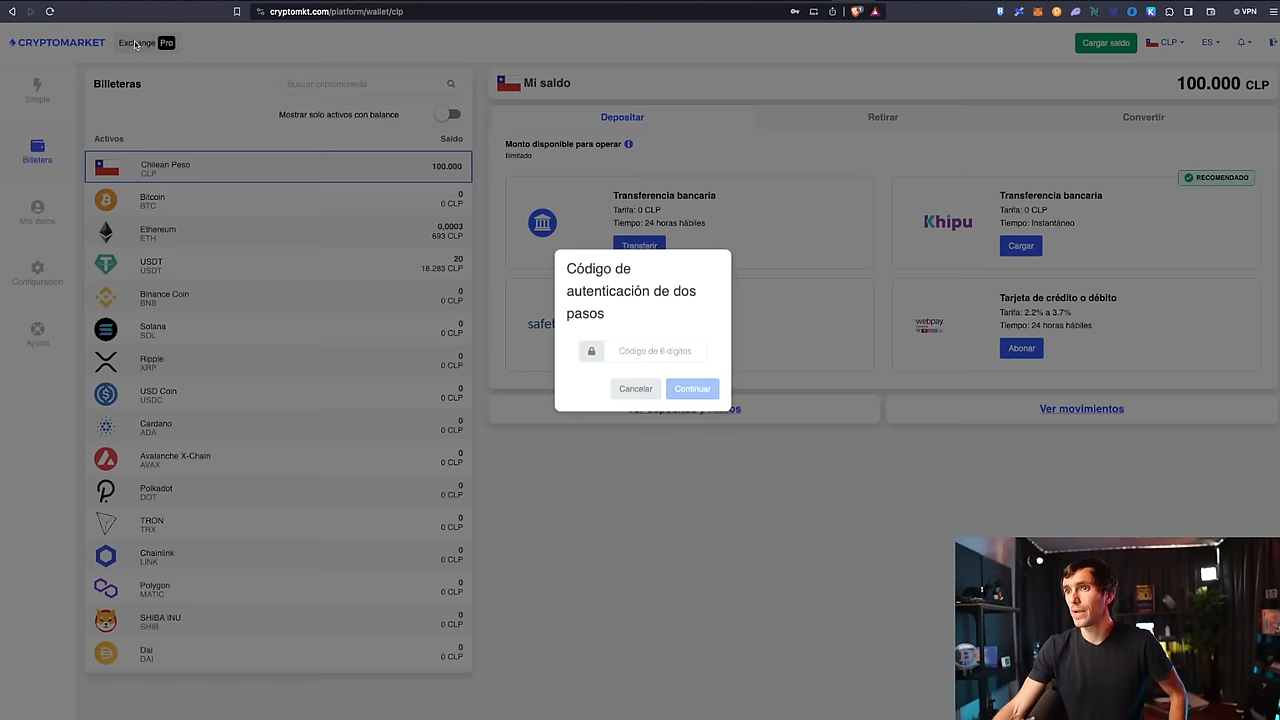 cryptomkt.com/platform/wallet/clp
VPN
CRYPTOMARKET
Exchange Pro
Cargar saldo
CLP
ES
Simple
Billetera
Mis datos
Configuración
Ayuda
Billeteras
Buscar criptomoneda
Mostrar solo activos con balance
Activos
Saldo
Chilean Peso
CLP
100.000
Bitcoin
BTC
0
0 CLP
Ethereum
ETH
0,0003
693 CLP
USDT
USDT
20
18.283 CLP
Binance Coin
BNB
0
0 CLP
Solana
SOL
0
0 CLP
Ripple
XRP
0
0 CLP
USD Coin
USDC
0
0 CLP
Cardano
ADA
0
0 CLP
Avalanche X-Chain
AVAX
0
0 CLP
Polkadot
DOT
0
0 CLP
TRON
TRX
0
0 CLP
Chainlink
LINK
0
0 CLP
Polygon
MATIC
0
0 CLP
SHIBA INU
SHIB
0
0 CLP
Dai
DAI
0
0 CLP
Mi saldo
100.000 CLP
Depositar
Retirar
Convertir
Monto disponible para operar
Ilimitado
Transferencia bancaria
Tarifa: 0 CLP
Tiempo: 24 horas hábiles
Transferir
RECOMENDADO
Khipu
Transferencia bancaria
Tarifa: 0 CLP
Tiempo: Instantáneo
Cargar
safet
webpay
Tarjeta de crédito o débito
Tarifa: 2.2% a 3.7%
Tiempo: 24 horas hábiles
Abonar
Ver movimientos
Código de
autenticación de dos
pasos
Código de 6 dígitos
Cancelar
Continuar